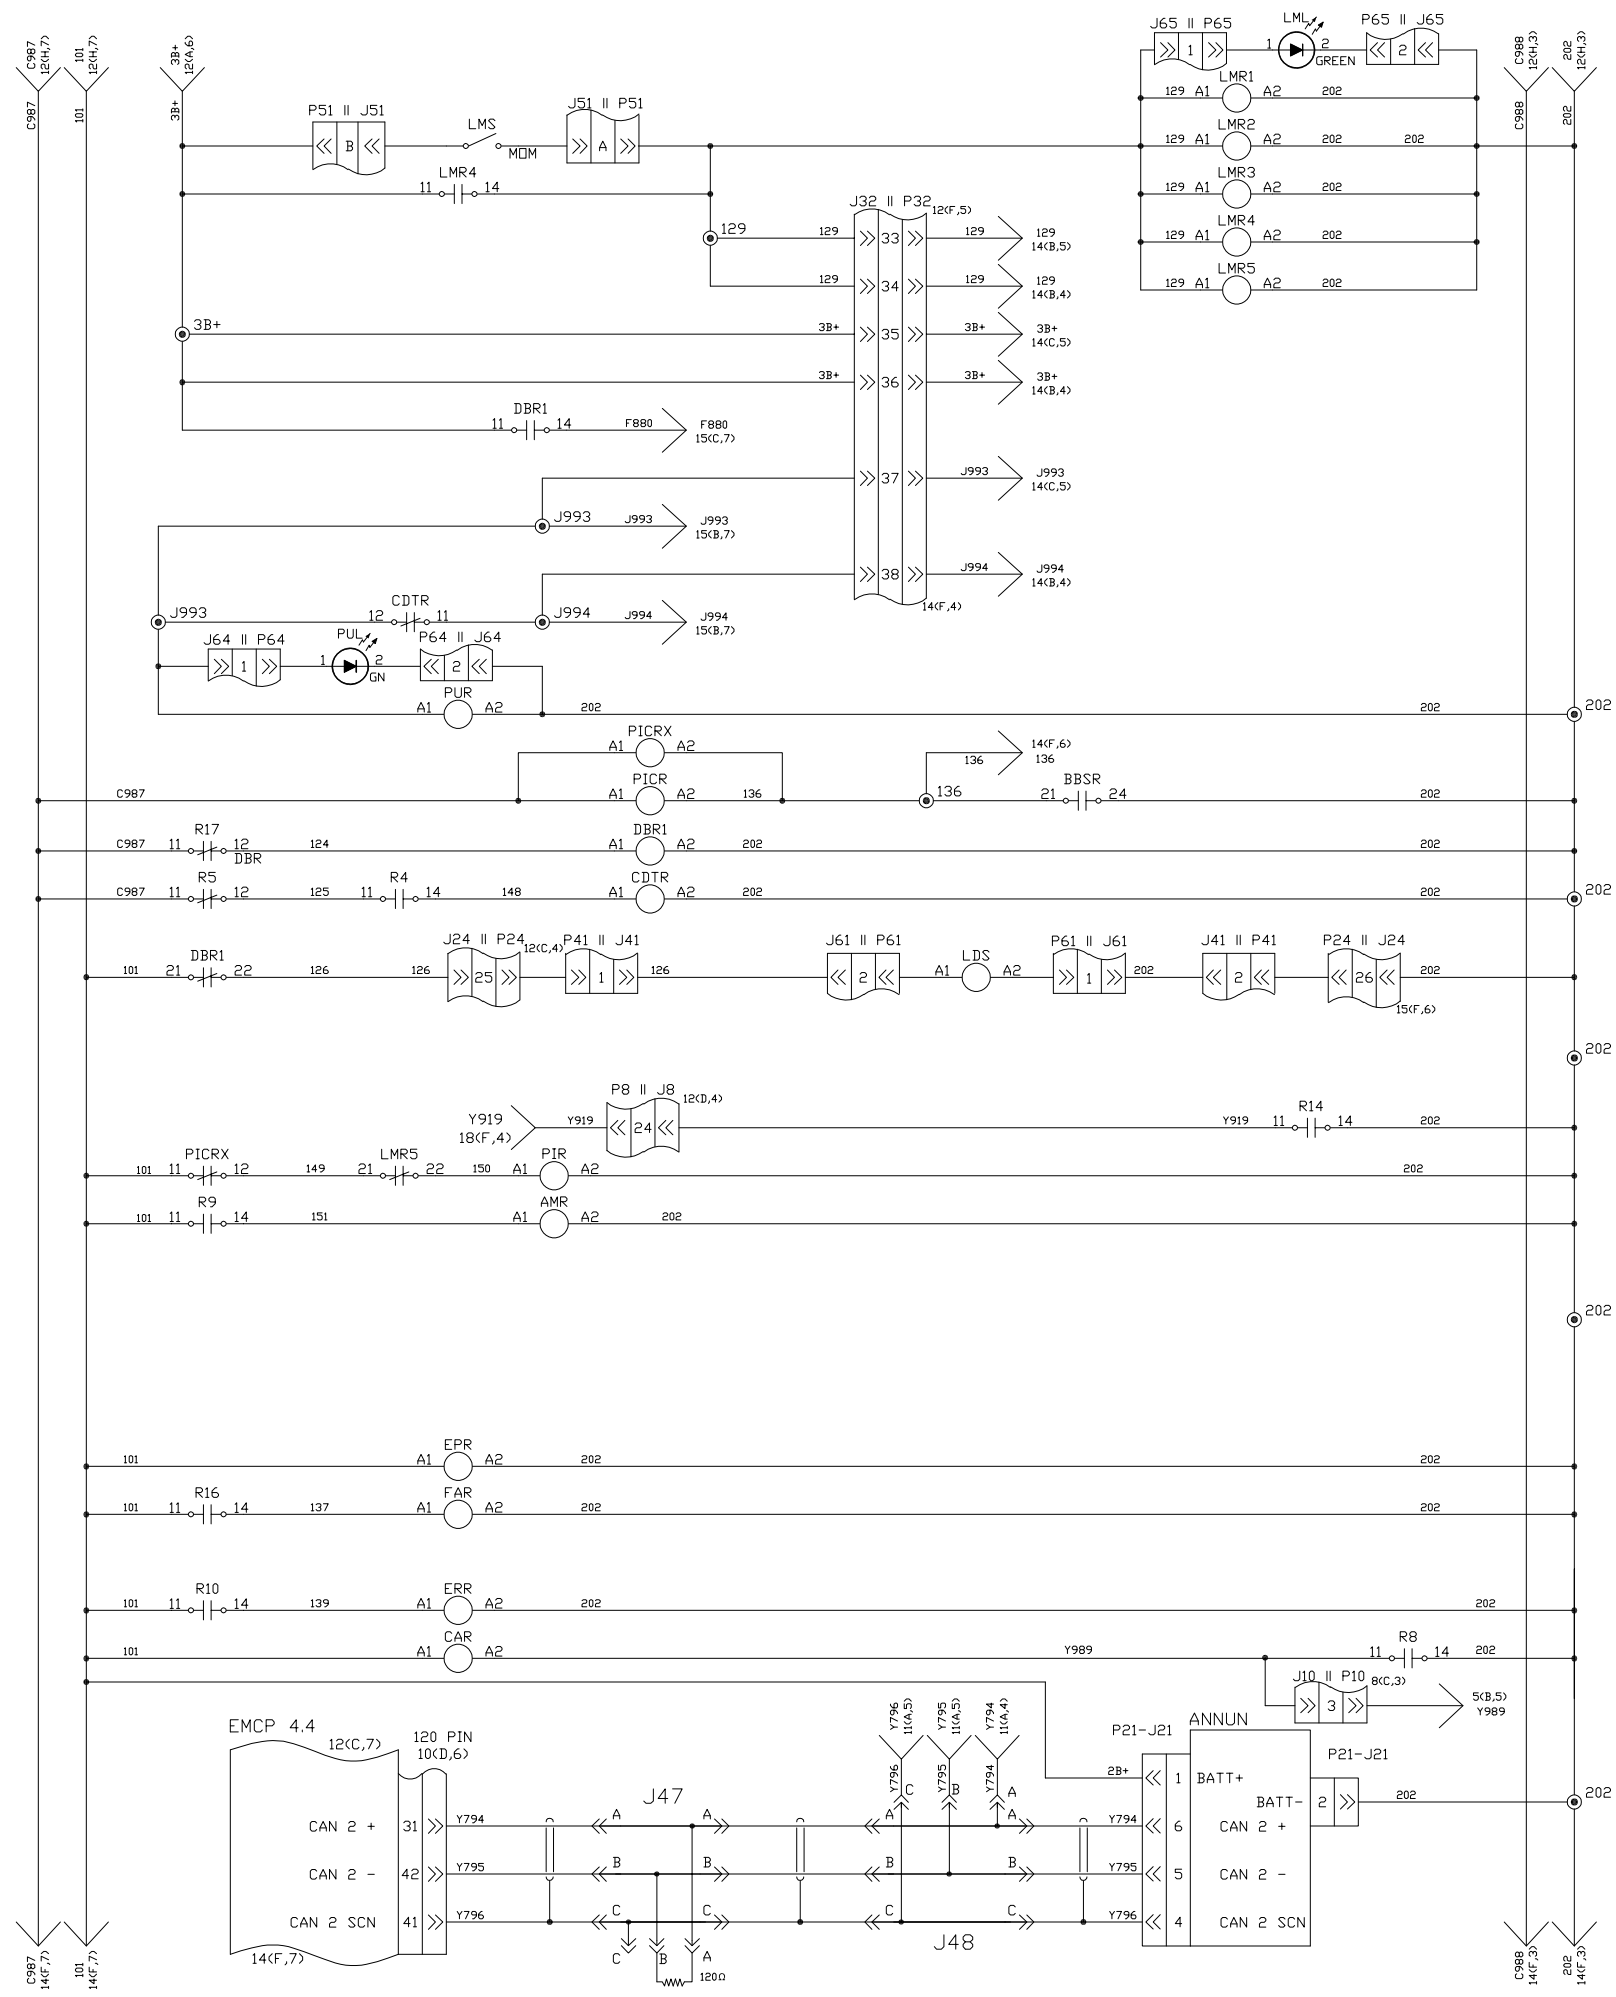 C987
12(H,7)
101
12(H,7)
3B+
12(A,6)
C987
101
3B+
J65 || P65
LML
P65 || J65
1
1
2
2
GREEN
C988
12(H,3)
202
12(H,3)
C988
202
P51 || J51
B
LMS
MOM
J51 || P51
A
LMR1
129 A1 A2 202
LMR2
129 A1 A2 202 202
LMR3
129 A1 A2 202
LMR4
129 A1 A2 202
LMR5
129 A1 A2 202
LMR4
11 14
J32 || P32
12(F,5)
129
129 33 129
129
14(B,5)
129 34 129
129
14(B,4)
3B+
3B+ 35 3B+
3B+
14(C,5)
3B+ 36 3B+
3B+
14(B,4)
DBR1
11 14 F880
F880
15(C,7)
37 J993
J993
14(C,5)
J993 J993
J993
15(B,7)
38 J994
J994
14(B,4)
14(F,4)
J993
CDTR
12 11
J994 J994
J994
15(B,7)
J64 || P64
PUL
P64 || J64
1
1
2
2
GN
PUR
A1 A2 202 202 202
PICRX
A1 A2
14(F,6)
136
136
PICR
C987 A1 A2 136 136
BBSR
21 24 202
R17
C987 11 12 124
DBR
DBR1
A1 A2 202 202
R5
C987 11 12 125
R4
11 14 148
CDTR
A1 A2 202 202 202
DBR1
101 21 22 126 126
J24 || P24
12(C,4)
25
P41 || J41
1
126
J61 || P61
2
LDS
A1 A2
P61 || J61
1
202
J41 || P41
2
P24 || J24
26
202
15(F,6)
202
Y919
18(F,4)
Y919
P8 || J8
12(D,4)
24
Y919
R14
11 14 202
PICRX
101 11 12 149
LMR5
21 22 150
PIR
A1 A2 202
R9
101 11 14 151
AMR
A1 A2 202
202
EPR
101 A1 A2 202 202
R16
101 11 14 137
FAR
A1 A2 202 202
R10
101 11 14 139
ERR
A1 A2 202 202
CAR
101 A1 A2 Y989
R8
11 14 202
J10 || P10
8(C,3)
3
5(B,5)
Y989
EMCP 4.4
12(C,7)
120 PIN
10(D,6)
Y796
11(A,5)
Y795
11(A,5)
Y794
11(A,4)
Y796
Y795
Y794
C
B
A
P21-J21
ANNUN
P21-J21
2B+ 1 BATT+
BATT- 2 202 202
J47
CAN 2 + 31 Y794 A A A A Y794 6 CAN 2 +
CAN 2 - 42 Y795 B B B B Y795 5 CAN 2 -
CAN 2 SCN 41 Y796 C C C C Y796 4 CAN 2 SCN
J48
14(F,7)
C
B
A
120Ω
C987
14(F,7)
101
14(F,7)
C988
14(F,3)
202
14(F,3)